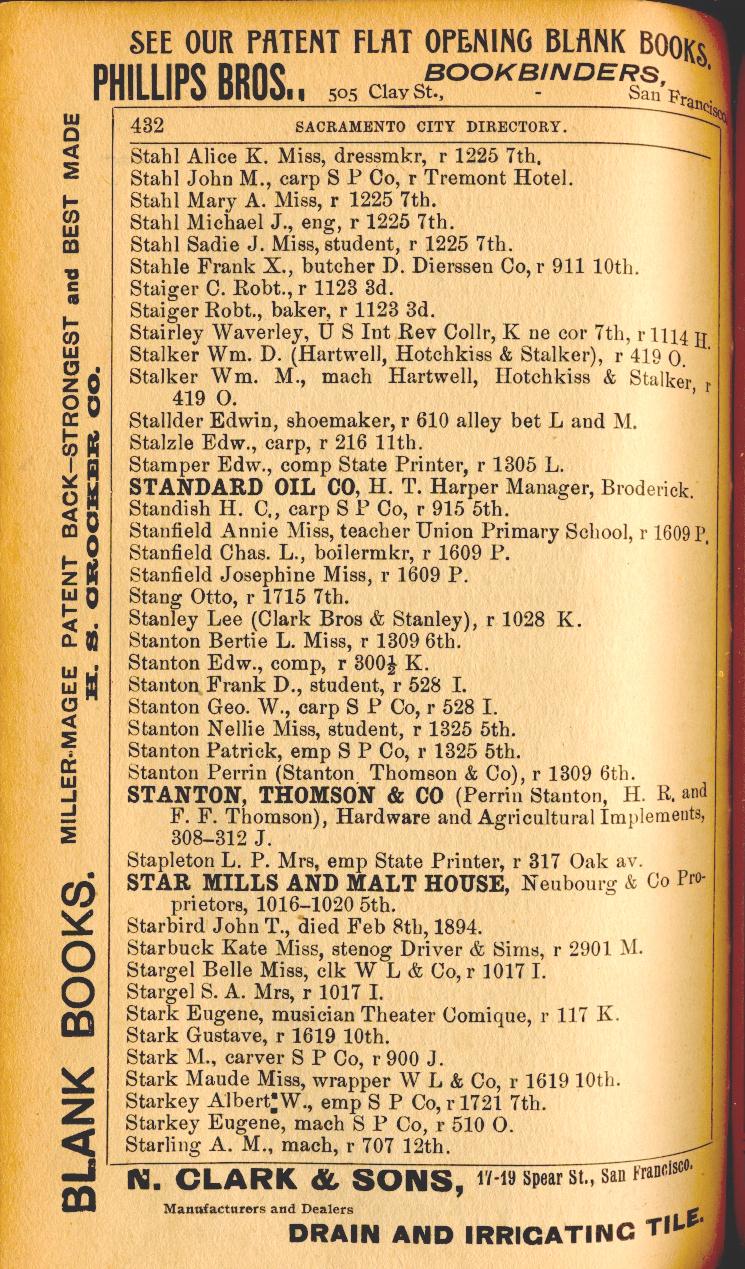 SEE OUR PATENT FLAT OPENING BLANK BOOKS.
PHILLIPS BROS., BOOKBINDERS,
505 Clay St., - San Francisco
432 SACRAMENTO CITY DIRECTORY.
Stahl Alice K. Miss, dressmkr, r 1225 7th.
Stahl John M., carp S P Co, r Tremont Hotel.
Stahl Mary A. Miss, r 1225 7th.
Stahl Michael J., eng, r 1225 7th.
Stahl Sadie J. Miss, student, r 1225 7th.
Stahle Frank X., butcher D. Dierssen Co, r 911 10th.
Staiger C. Robt., r 1123 3d.
Staiger Robt., baker, r 1123 3d.
Stairley Waverley, U S Int Rev Collr, K ne cor 7th, r 1114 H.
Stalker Wm. D. (Hartwell, Hotchkiss & Stalker), r 419 O.
Stalker Wm. M., mach Hartwell, Hotchkiss & Stalker, r
419 O.
Stallder Edwin, shoemaker, r 610 alley bet L and M.
Stalzle Edw., carp, r 216 11th.
Stamper Edw., comp State Printer, r 1305 L.
STANDARD OIL CO, H. T. Harper Manager, Broderick.
Standish H. C., carp S P Co, r 915 5th.
Stanfield Annie Miss, teacher Union Primary School, r 1609 P.
Stanfield Chas. L., boilermkr, r 1609 P.
Stanfield Josephine Miss, r 1609 P.
Stang Otto, r 1715 7th.
Stanley Lee (Clark Bros & Stanley), r 1028 K.
Stanton Bertie L. Miss, r 1309 6th.
Stanton Edw., comp, r 300½ K.
Stanton Frank D., student, r 528 I.
Stanton Geo. W., carp S P Co, r 528 I.
Stanton Nellie Miss, student, r 1325 5th.
Stanton Patrick, emp S P Co, r 1325 5th.
Stanton Perrin (Stanton Thomson & Co), r 1309 6th.
STANTON, THOMSON & CO (Perrin Stanton, H. R. and
F. F. Thomson), Hardware and Agricultural Implements,
308–312 J.
Stapleton L. P. Mrs, emp State Printer, r 317 Oak av.
STAR MILLS AND MALT HOUSE, Neubourg & Co Pro-
prietors, 1016–1020 5th.
Starbird John T., died Feb 8th, 1894.
Starbuck Kate Miss, stenog Driver & Sims, r 2901 M.
Stargel Belle Miss, clk W L & Co, r 1017 I.
Stargel S. A. Mrs, r 1017 I.
Stark Eugene, musician Theater Comique, r 117 K.
Stark Gustave, r 1619 10th.
Stark M., carver S P Co, r 900 J.
Stark Maude Miss, wrapper W L & Co, r 1619 10th.
Starkey Albert W., emp S P Co, r 1721 7th.
Starkey Eugene, mach S P Co, r 510 O.
Starling A. M., mach, r 707 12th.
N. CLARK & SONS, 17-19 Spear St., San Francisco.
Manufacturers and Dealers
DRAIN AND IRRIGATING TILE.
BLANK BOOKS. MILLER-MAGEE PATENT BACK–STRONGEST and BEST MADE
H. S. CROCKER CO.